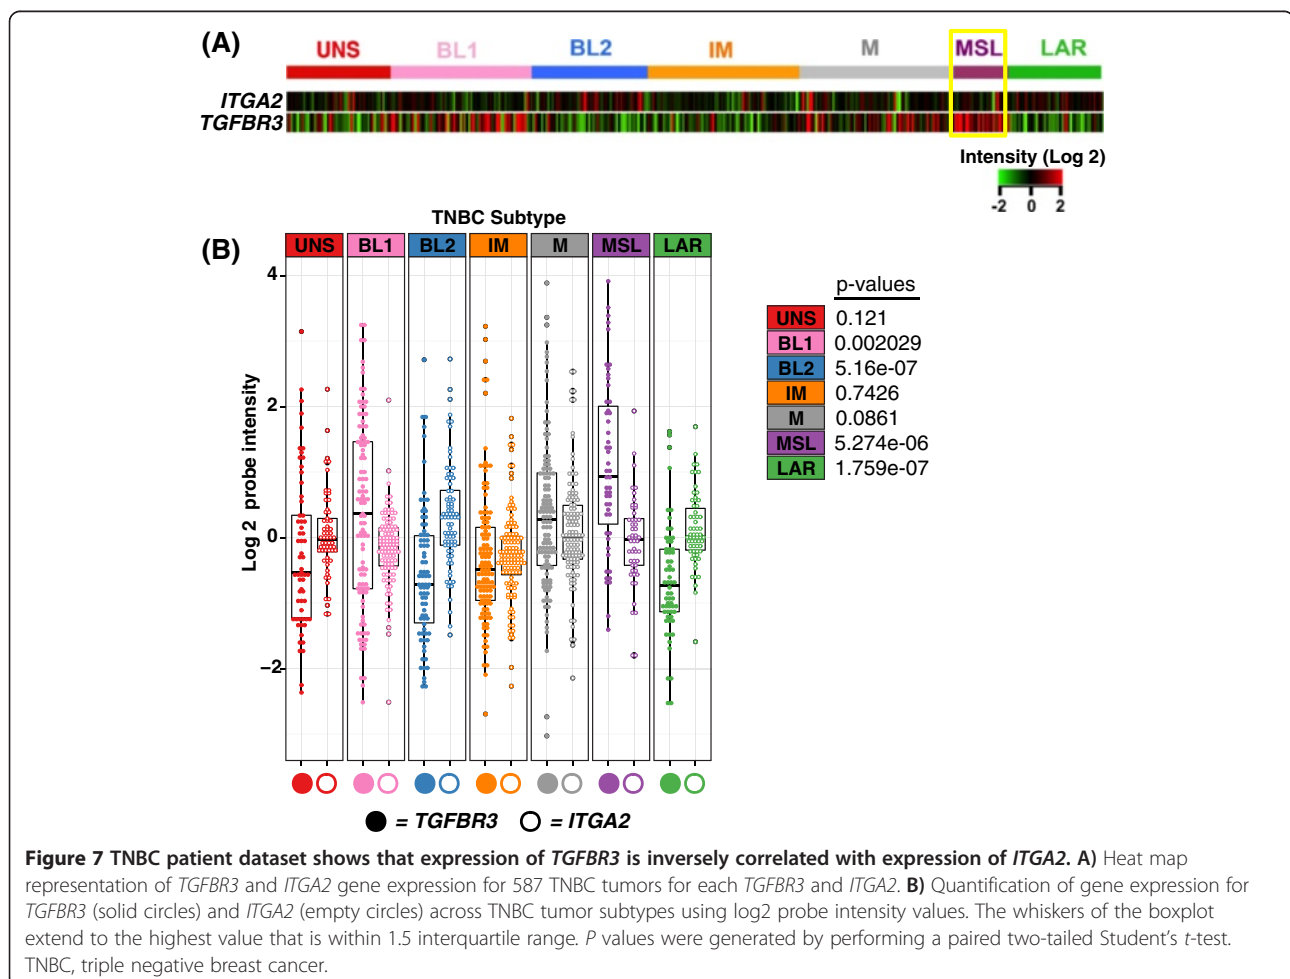 (A)
UNS BL1 BL2 IM M MSL LAR
ITGA2
TGFBR3
Intensity (Log 2)
-2 0 2
TNBC Subtype
(B)
UNS BL1 BL2 IM M MSL LAR
4
2
0
−2
Log 2 probe intensity
p-values
UNS 0.121
BL1 0.002029
BL2 5.16e-07
IM 0.7426
M 0.0861
MSL 5.274e-06
LAR 1.759e-07
= TGFBR3 = ITGA2
Figure 7 TNBC patient dataset shows that expression of TGFBR3 is inversely correlated with expression of ITGA2. A) Heat map
representation of TGFBR3 and ITGA2 gene expression for 587 TNBC tumors for each TGFBR3 and ITGA2. B) Quantification of gene expression for
TGFBR3 (solid circles) and ITGA2 (empty circles) across TNBC tumor subtypes using log2 probe intensity values. The whiskers of the boxplot
extend to the highest value that is within 1.5 interquartile range. P values were generated by performing a paired two-tailed Student's t-test.
TNBC, triple negative breast cancer.